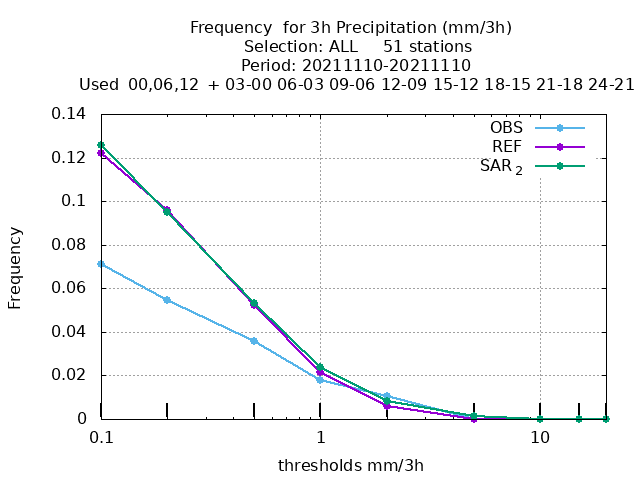 Frequency  for 3h Precipitation (mm/3h)
Selection: ALL     51 stations
Period: 20211110-20211110
Used  00,06,12  + 03-00 06-03 09-06 12-09 15-12 18-15 21-18 24-21
0.14
0.12
0.1
0.08
0.06
0.04
0.02
0
Frequency
OBS
REF
SAR 2
0.1 1 10
thresholds mm/3h